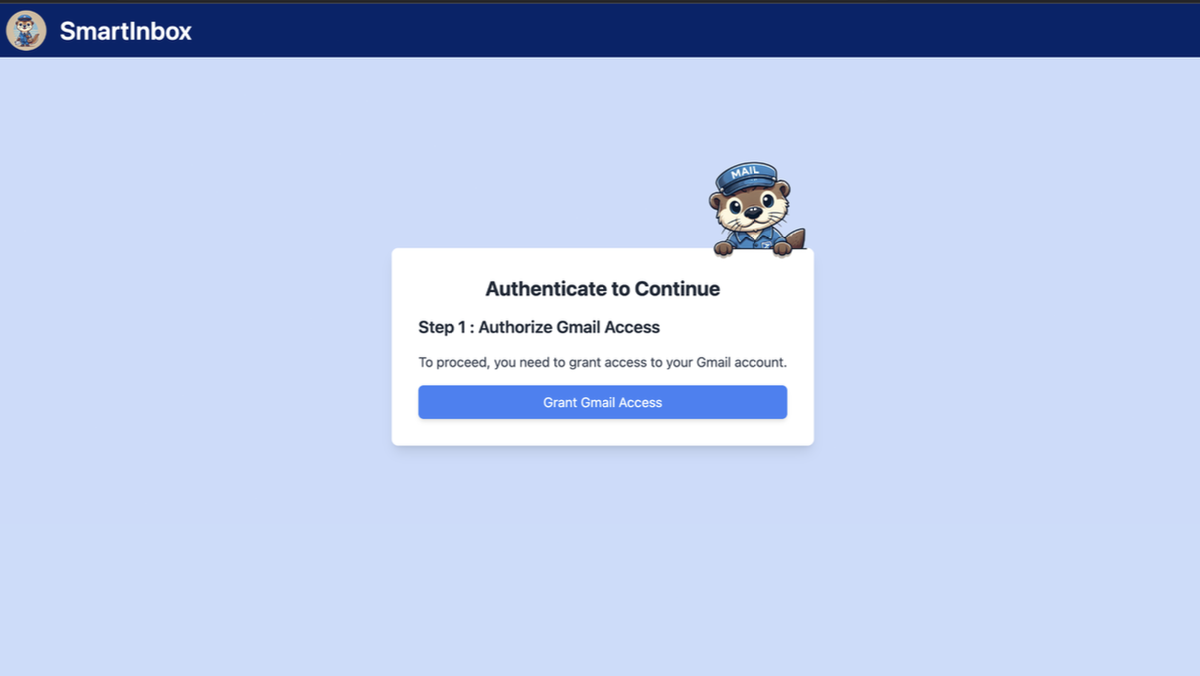 SmartInbox
MAIL
Authenticate to Continue
Step 1 : Authorize Gmail Access
To proceed, you need to grant access to your Gmail account.
Grant Gmail Access